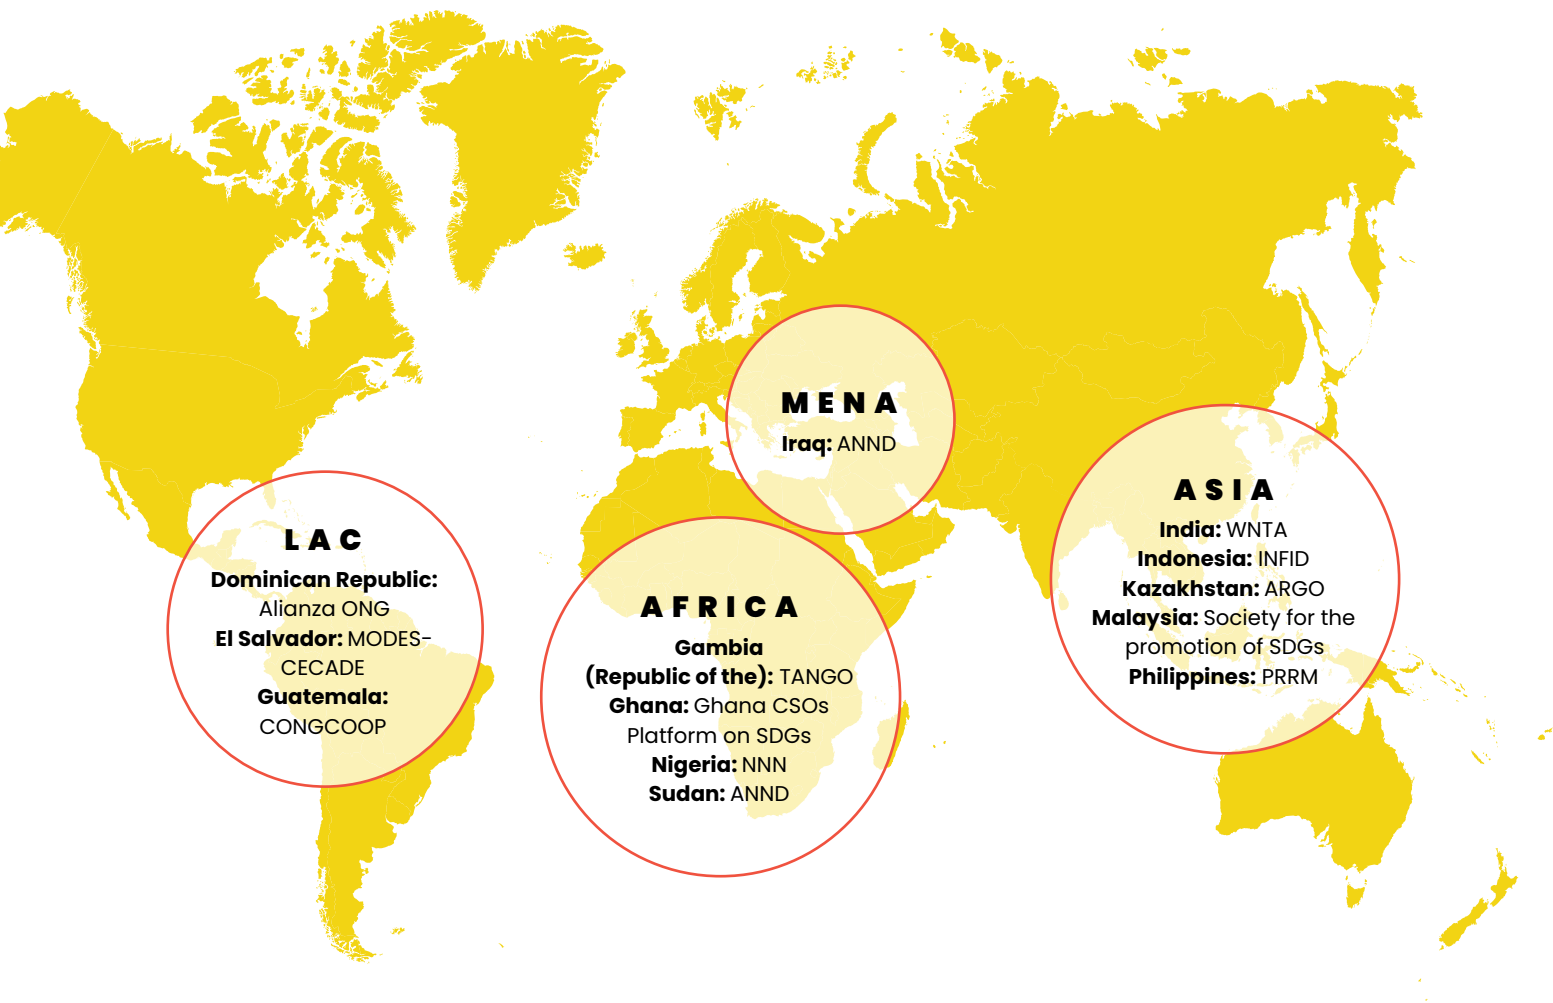 MENA
Iraq: ANND
ASIA
India: WNTA
Indonesia: INFID
Kazakhstan: ARGO
Malaysia: Society for the
promotion of SDGs
Philippines: PRRM
LAC
Dominican Republic:
Alianza ONG
El Salvador: MODES-
CECADE
Guatemala:
CONGCOOP
AFRICA
Gambia
(Republic of the): TANGO
Ghana: Ghana CSOs
Platform on SDGs
Nigeria: NNN
Sudan: ANND